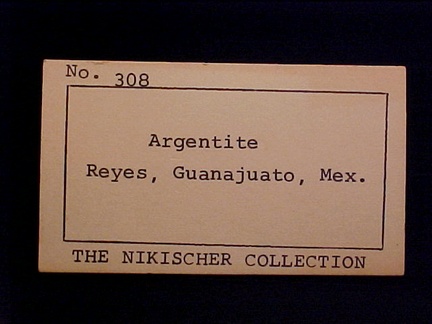 No. 308
Argentite
Reyes, Guanajuato, Mex.
THE NIKISCHER COLLECTION